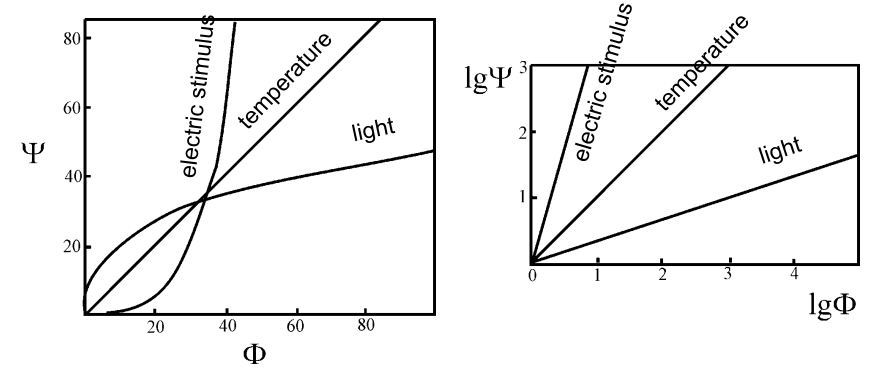 80
60
40
20
Ψ
electric stimulus
temperature
light
20
40
60
80
Φ
lgΨ
3
2
1
electric stimulus
temperature
light
0
1
2
3
4
lgΦ